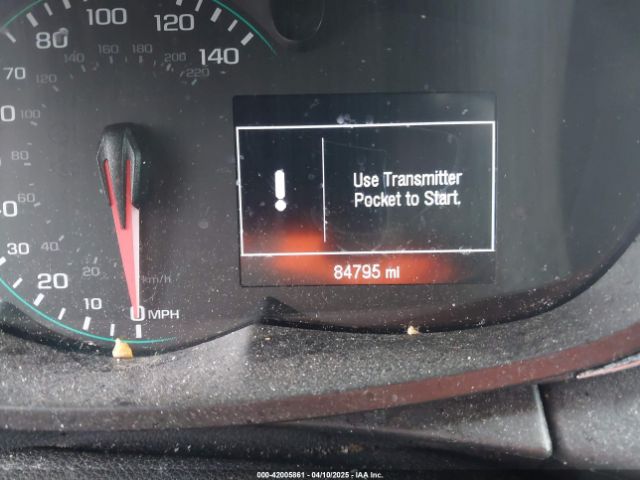 80 100 120 140
140 160 180 200 220
70
120
100
80
60
30 40
20 20
10 0 MPH
km/h
!
Use Transmitter
Pocket to Start.
84795 mi
000-42005861 - 04/10/2025 - IAA Inc.